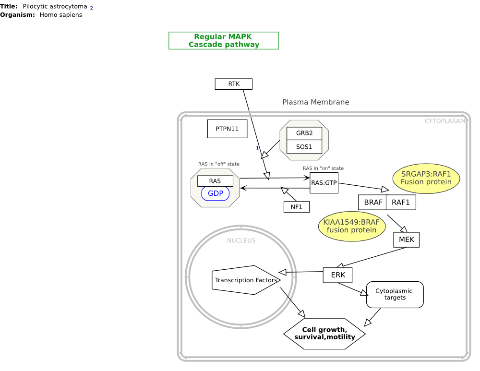 Title: Pilocytic astrocytoma 2
Organism: Homo sapiens
Regular MAPK
Cascade pathway
RTK
Plasma Membrane
CYTOPLASM
PTPN11
GRB2
SOS1
RAS in "off" state
RAS
GDP
RAS in "on" state
RAS:GTP
NF1
SRGAP3:RAF1
Fusion protein
BRAF RAF1
KIAA1549:BRAF
fusion protein
MEK
NUCLEUS
ERK
Transcription Factors
Cytoplasmic
targets
Cell growth,
survival,motility